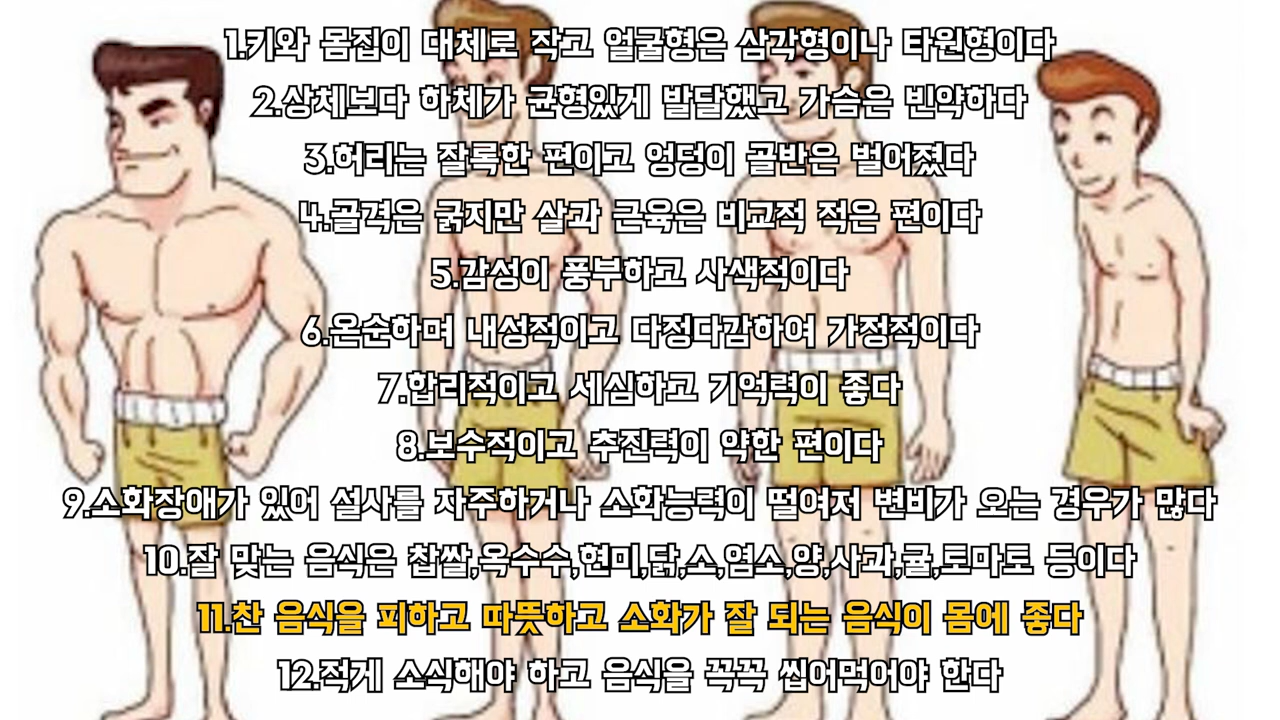 1.키와 몸집이 대체로 작고 얼굴형은 삼각형이나 타원형이다
2.상체보다 하체가 균형있게 발달했고 가슴은 빈약하다
3.허리는 잘록한 편이고 엉덩이 골반은 벌어졌다
4.골격은 굵지만 살과 근육은 비교적 적은 편이다
5.감성이 풍부하고 사색적이다
6.온순하며 내성적이고 다정다감하여 가정적이다
7.합리적이고 세심하고 기억력이 좋다
8.보수적이고 추진력이 약한 편이다
9.소화장애가 있어 설사를 자주하거나 소화능력이 떨어저 변비가 오는 경우가 많다
10.잘 맞는 음식은 찹쌀,옥수수,현미,닭,소,염소,양,사과,귤,토마토 등이다
11.찬 음식을 피하고 따뜻하고 소화가 잘 되는 음식이 몸에 좋다
12.적게 소식해야 하고 음식을 꼭꼭 씹어먹어야 한다